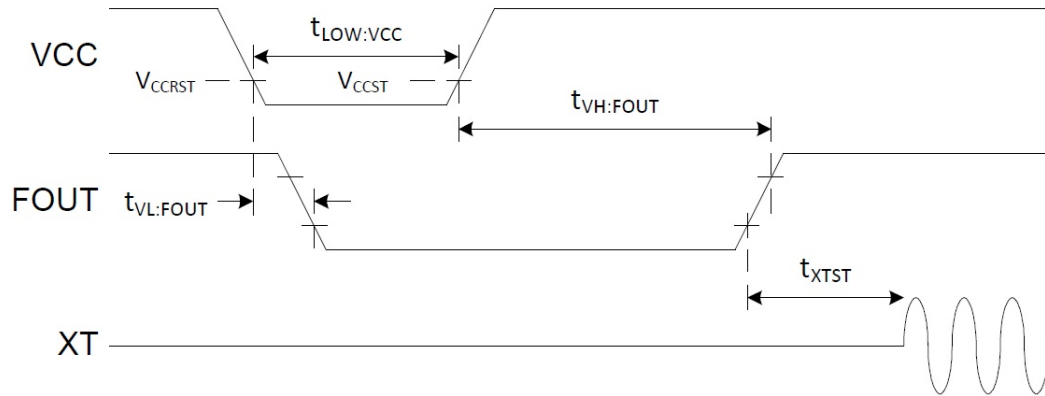 VCC
tLOW:VCC
VCCRST
VCCST
tVH:FOUT
FOUT
tVL:FOUT
tXTST
XT